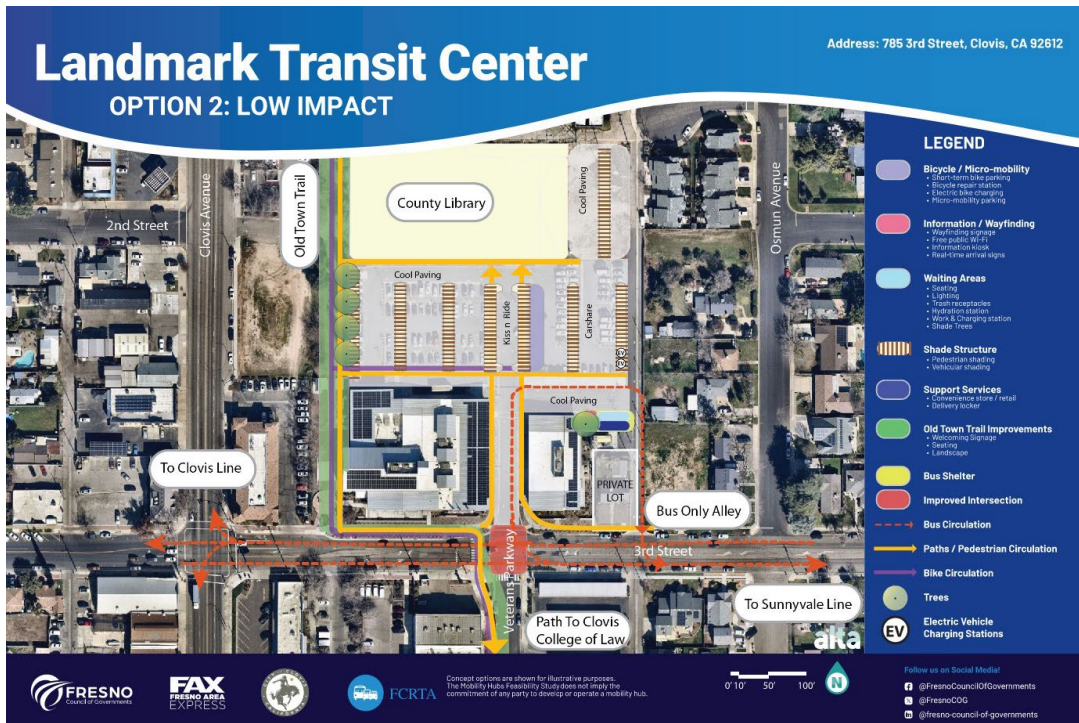 Landmark Transit Center
OPTION 2: LOW IMPACT
Address: 785 3rd Street, Clovis, CA 92612
2nd Street
Clovis Avenue
Old Town Trail
County Library
Cool Paving
Osmun Avenue
Cool Paving
Kiss n Ride
Carshare
Cool Paving
To Clovis Line
PRIVATE
LOT
Bus Only Alley
3rd Street
Veterans Parkway
Path To Clovis
College of Law
To Sunnyvale Line
aka
LEGEND
Bicycle / Micro-mobility
• Short-term bike parking
• Bicycle repair station
• Electric bike charging
• Micro-mobility parking
Information / Wayfinding
• Wayfinding signage
• Free public Wi-Fi
• Information kiosk
• Real-time arrival signs
Waiting Areas
• Seating
• Lighting
• Trash receptacles
• Hydration station
• Work & Charging station
• Shade Trees
Shade Structure
• Pedestrian shading
• Vehicular shading
Support Services
• Convenience store / retail
• Delivery locker
Old Town Trail Improvements
• Welcoming Signage
• Seating
• Landscape
Bus Shelter
Improved Intersection
Bus Circulation
Paths / Pedestrian Circulation
Bike Circulation
Trees
EV
Electric Vehicle
Charging Stations
FRESNO
Council of Governments
FAX
FRESNO AREA
EXPRESS
FCRTA
Concept options are shown for illustrative purposes.
The Mobility Hubs Feasibility Study does not imply the
commitment of any party to develop or operate a mobility hub.
0' 10' 50' 100'
N
Follow us on Social Media!
@FresnoCouncilOfGovernments
@FresnoCOG
@fresno-council-of-governments